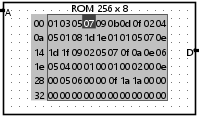 ROM 256 x 8
A
00 01 03 05 07 09 0b 0d 0f 02 04
0a 05 01 08 1d 1e 01 01 05 07 0e
D
14 1d 1f 09 02 05 07 0f 0a 0e 06
1e 05 04 00 01 00 01 00 02 00 0e
28 00 05 06 00 00 0f 1a 1a 00 00
32 00 00 00 00 00 00 00 00 00 00